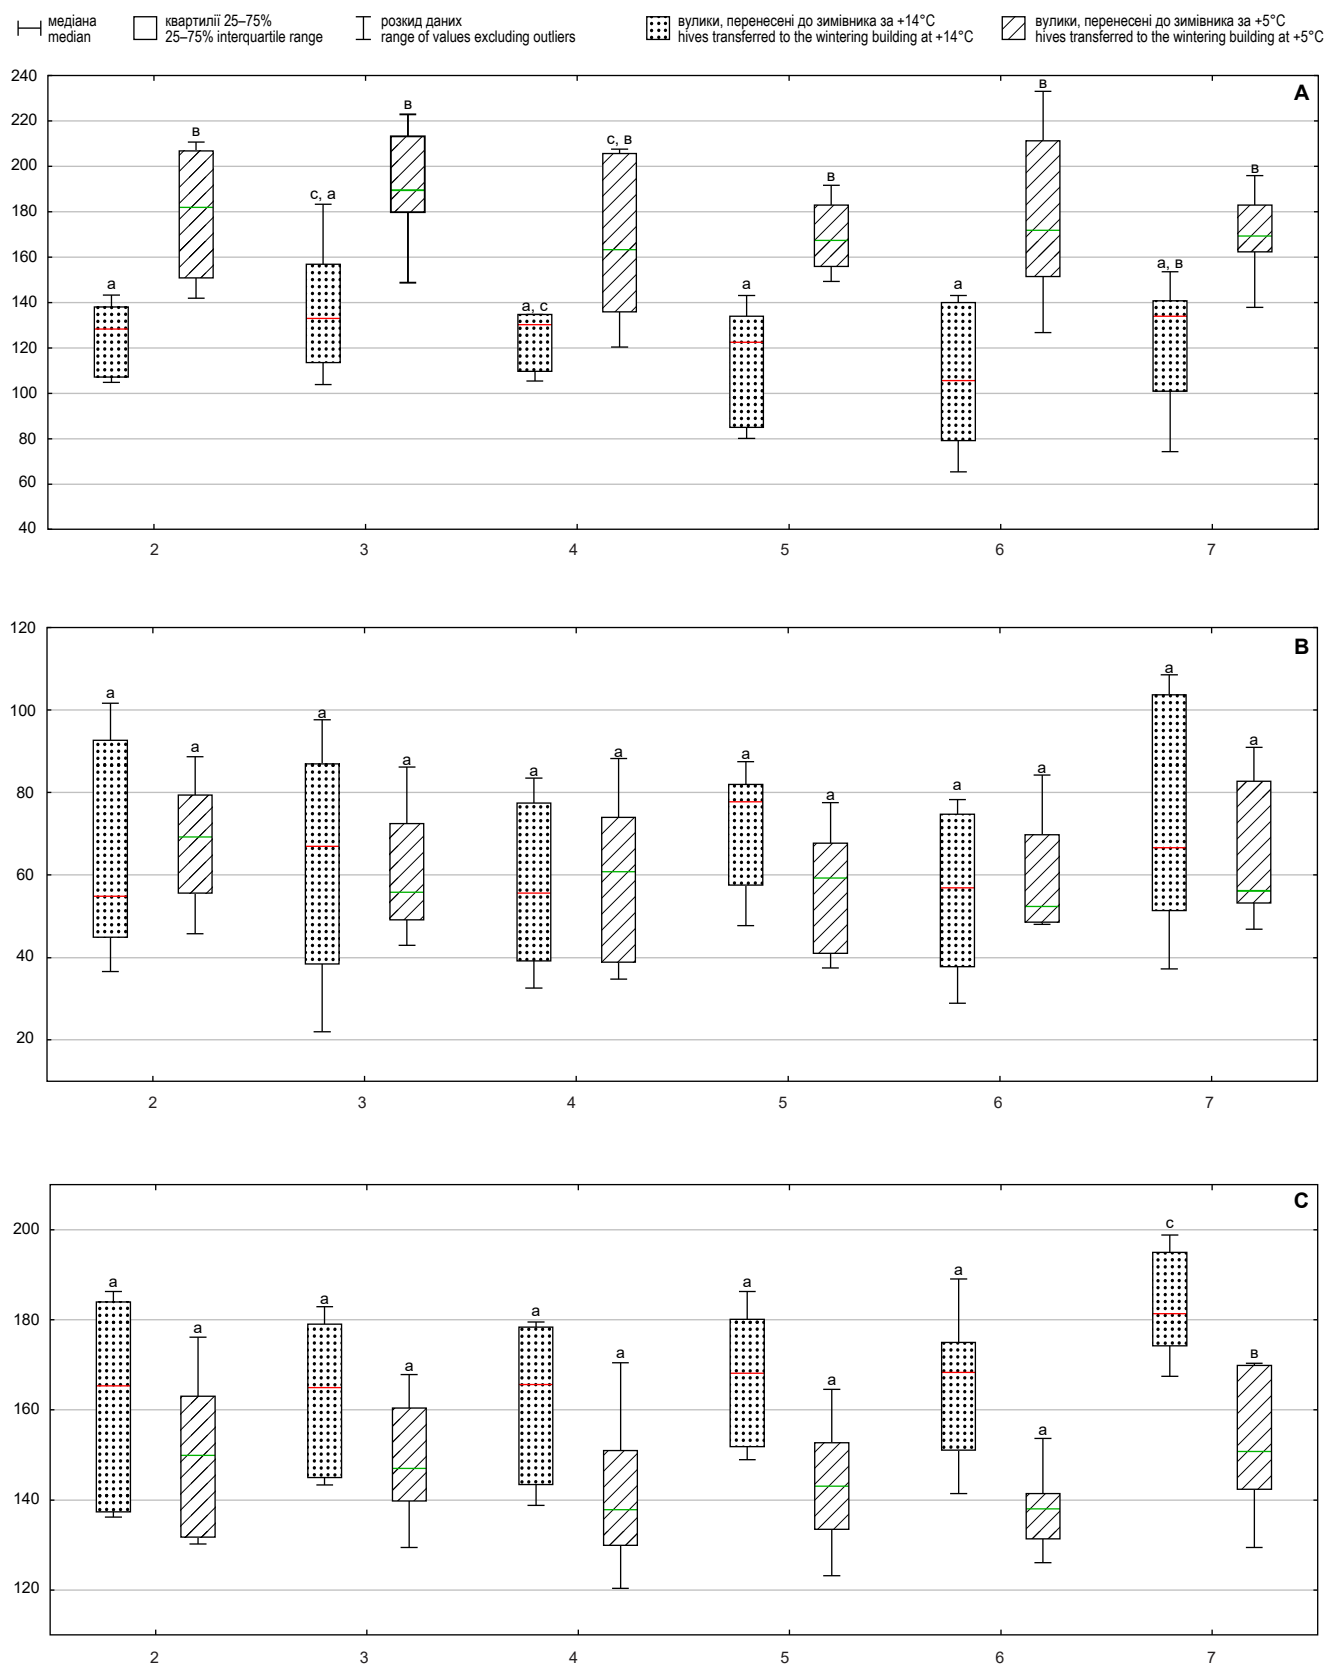 медіана
median
квартилії 25–75%
25–75% interquartile range
розкид даних
range of values excluding outliers
вулики, перенесені до зимівника за +14°C
hives transferred to the wintering building at +14°C
вулики, перенесені до зимівника за +5°C
hives transferred to the wintering building at +5°C
A
240
220
200
180
160
140
120
100
80
60
40
a
в
c, a
в
a, c
c, в
a
в
a
в
a, в
в
2 3 4 5 6 7
B
120
100
80
60
40
20
a
a
a
a
a
a
a
a
a
a
a
a
2 3 4 5 6 7
C
200
180
160
140
120
a
a
a
a
a
a
a
a
a
a
c
в
2 3 4 5 6 7